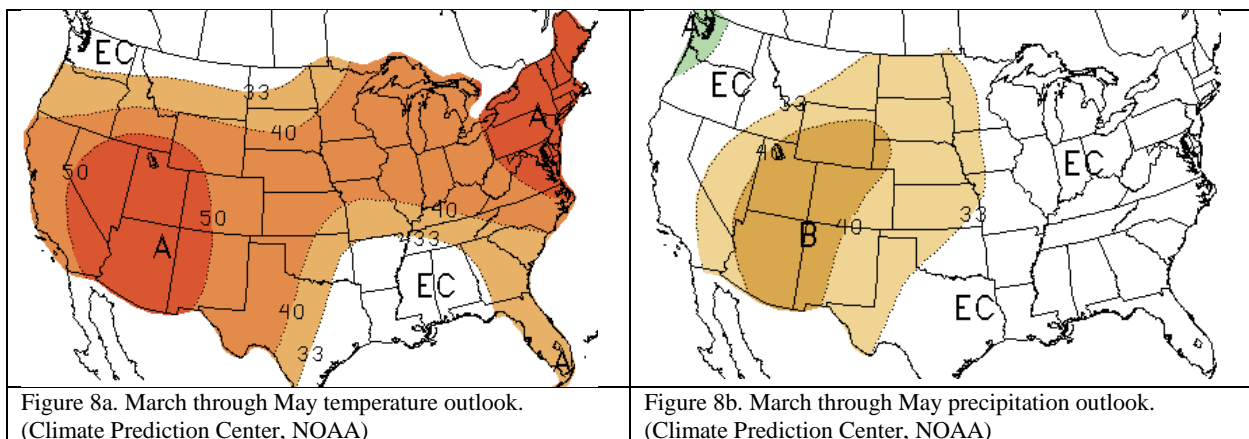 EC
33
40
50
50
A
A
40
33
EC
40
33
A
Figure 8a. March through May temperature outlook.
(Climate Prediction Center, NOAA)
A
EC
33
40
EC
33
B
40
EC
Figure 8b. March through May precipitation outlook.
(Climate Prediction Center, NOAA)